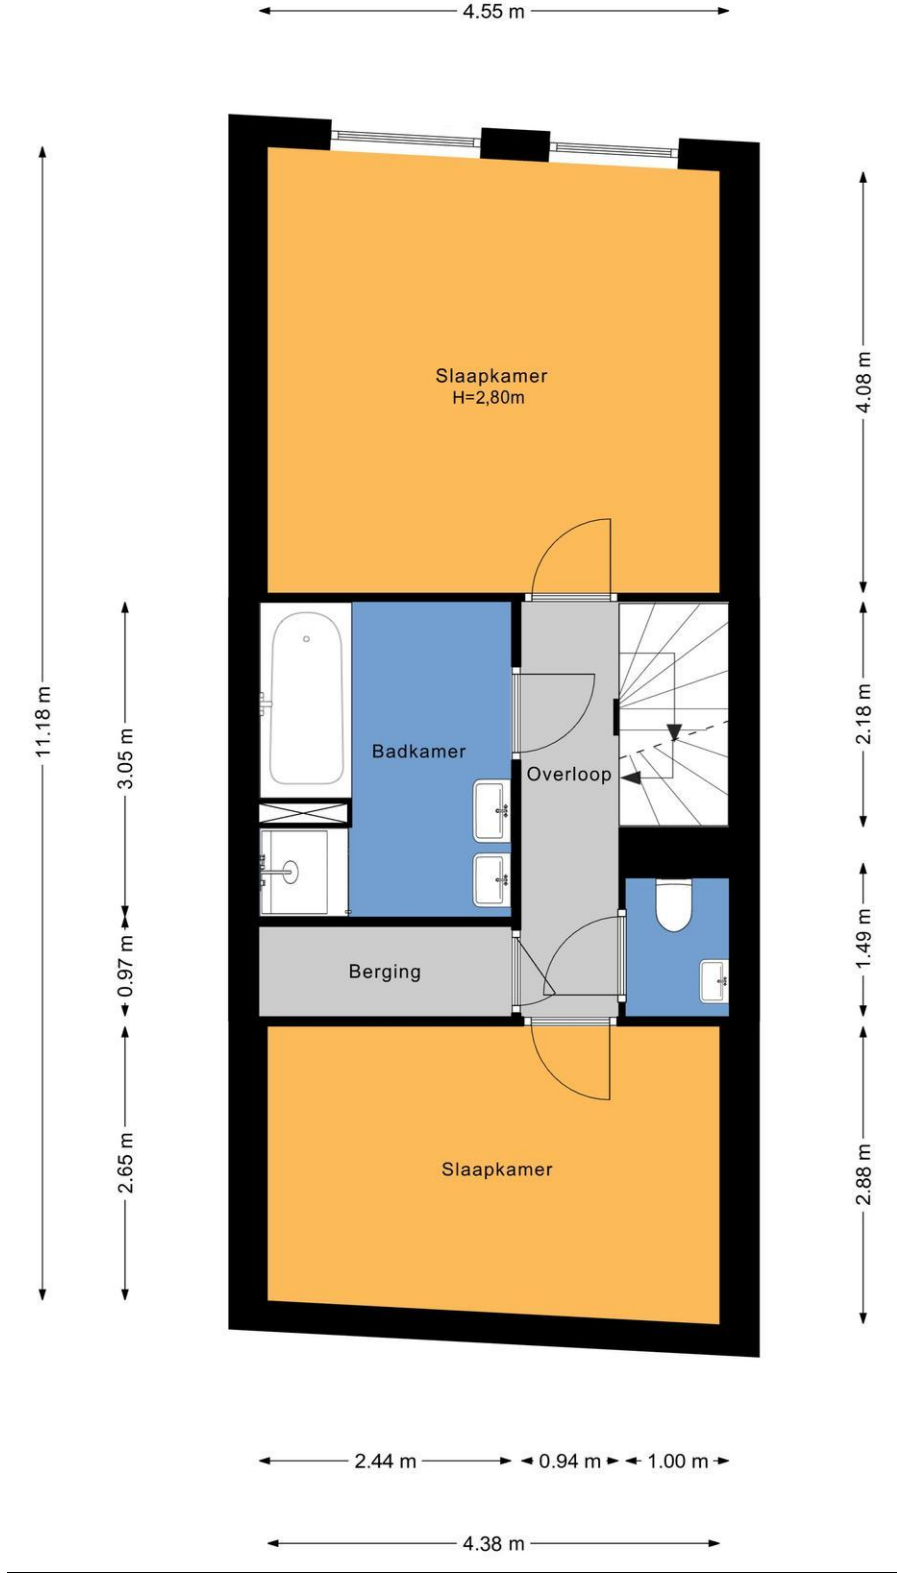 4.55 m
Slaapkamer
H=2,80m
4.08 m
11.18 m
3.05 m
Badkamer
Overloop
2.18 m
0.97 m
Berging
1.49 m
2.65 m
Slaapkamer
2.88 m
2.44 m
0.94 m
1.00 m
4.38 m